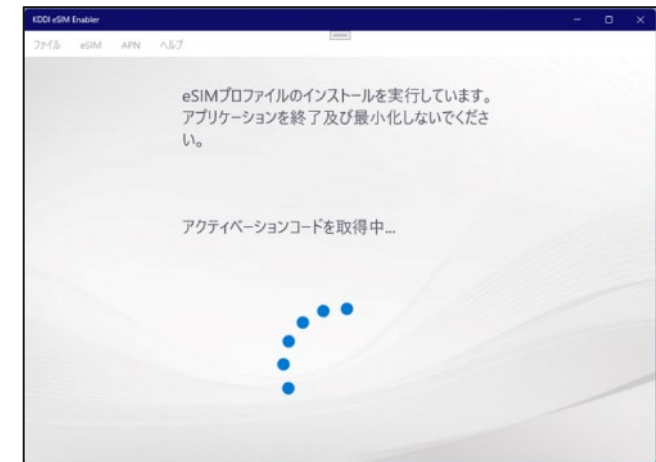 KDDI eSIM Enabler
ファイル eSIM APN ヘルプ
eSIMプロファイルのインストールを実行しています。
アプリケーションを終了及び最小化しないでくださ
い。
アクティベーションコードを取得中...